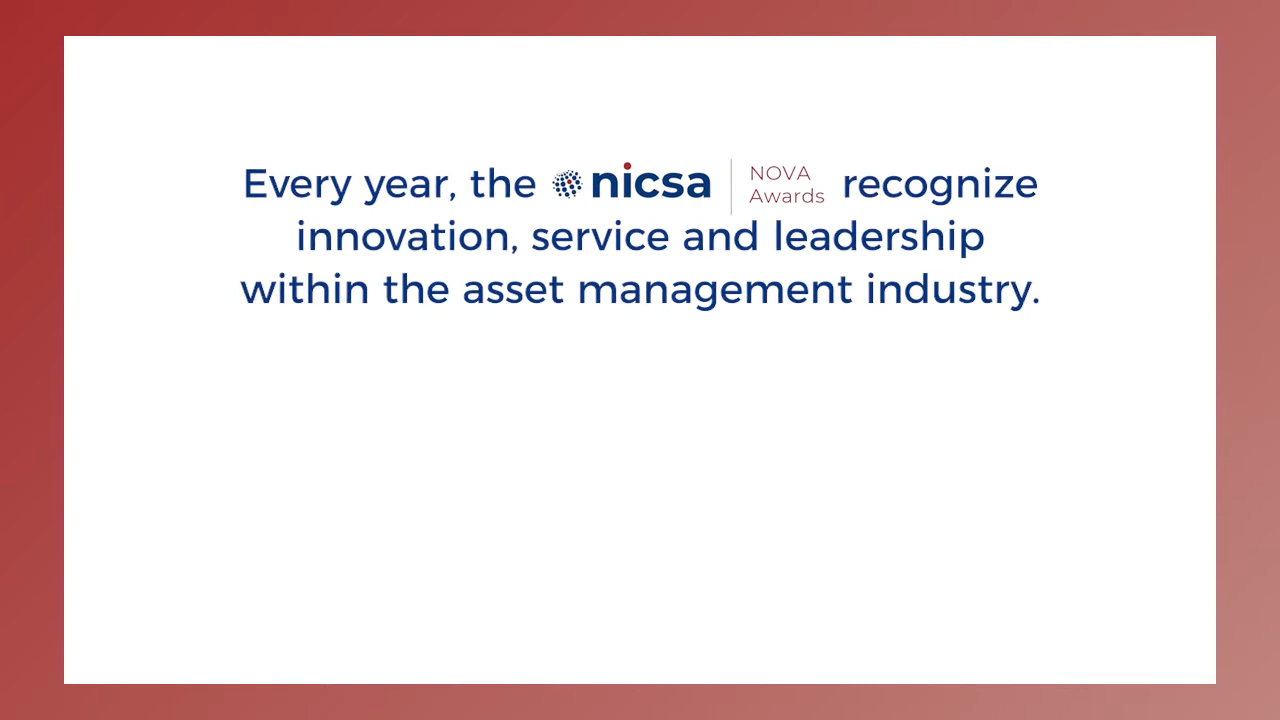 Every year, the nicsa NOVA Awards recognize
innovation, service and leadership
within the asset management industry.